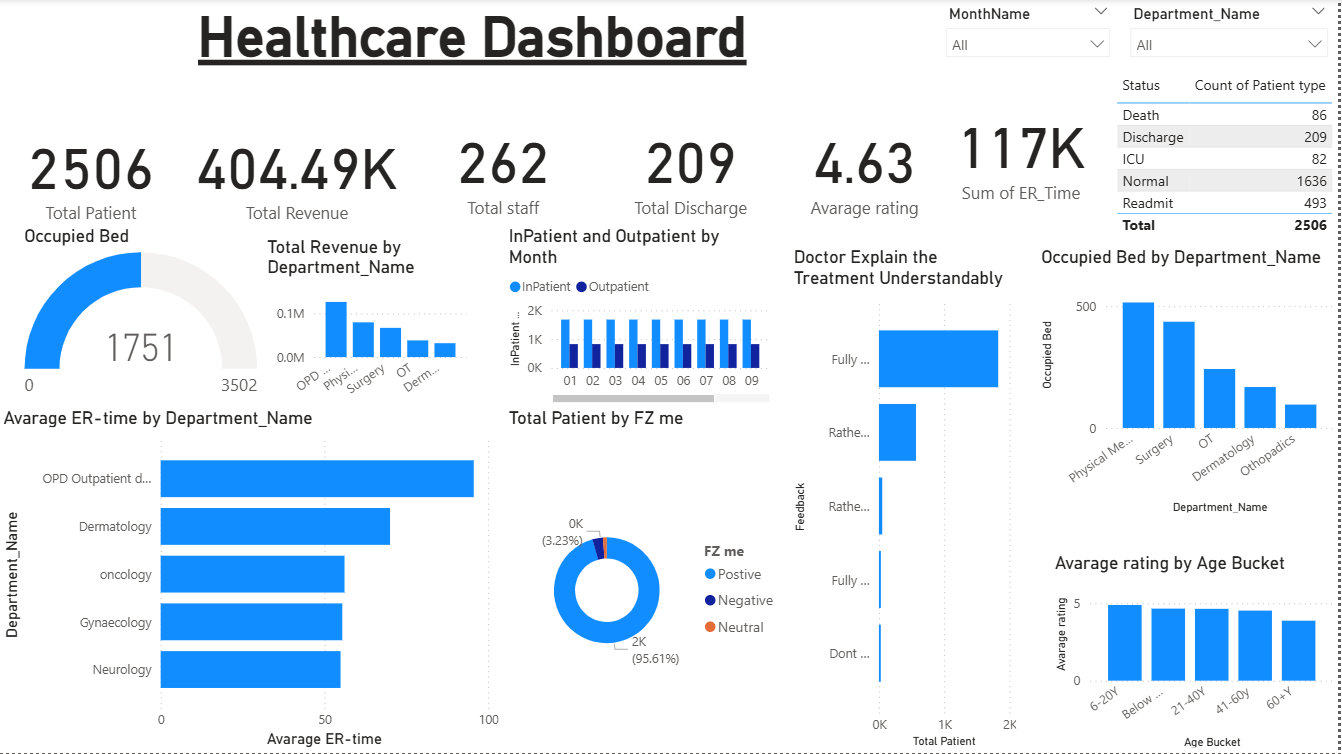 Healthcare Dashboard
MonthName
All
Department_Name
All
Status Count of Patient type
Death 86
Discharge 209
ICU 82
Normal 1636
Readmit 493
Total 2506
2506
Total Patient
404.49K
Total Revenue
262
Total staff
209
Total Discharge
4.63
Avarage rating
117K
Sum of ER_Time
Occupied Bed
1751
0
3502
Total Revenue by
Department_Name
0.1M
0.0M
OPD ...
Physi...
Surgery
OT
Derm...
InPatient and Outpatient by
Month
InPatient
Outpatient
InPatient ...
2K
1K
0K
01 02 03 04 05 06 07 08 09
Doctor Explain the
Treatment Understandably
Feedback
Fully ...
Rathe...
Rathe...
Fully ...
Dont ...
0K 1K 2K
Total Patient
Occupied Bed by Department_Name
Occupied Bed
500
0
Physical Me...
Surgery
OT
Dermatology
Othopadics
Department_Name
Avarage ER-time by Department_Name
Department_Name
OPD Outpatient d...
Dermatology
oncology
Gynaecology
Neurology
0 50 100
Avarage ER-time
Total Patient by FZ me
0K
(3.23%)
2K
(95.61%)
FZ me
Postive
Negative
Neutral
Avarage rating by Age Bucket
Avarage rating
5
0
6-20Y
Below ...
21-40Y
41-60y
60+Y
Age Bucket